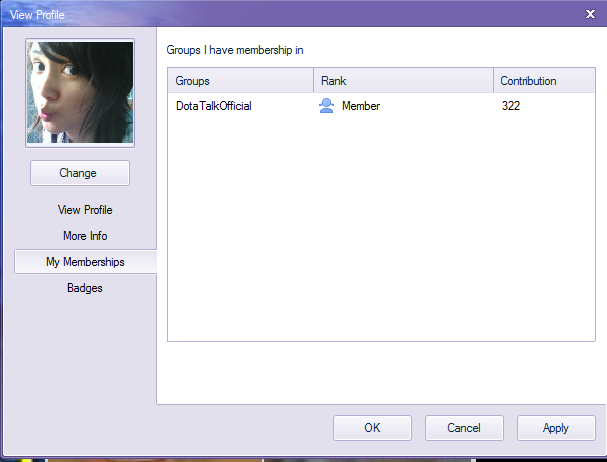 View Profile
X
Groups I have membership in
Groups Rank Contribution
DotaTalkOfficial Member 322
Change
View Profile
More Info
My Memberships
Badges
OK Cancel Apply